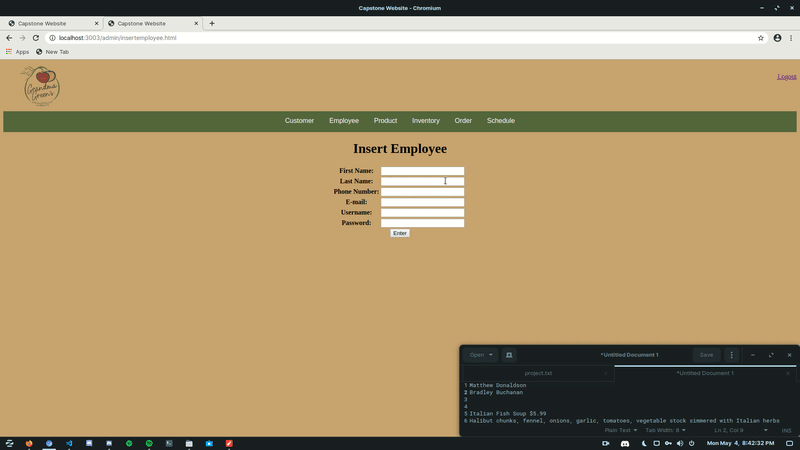 Capstone Website - Chromium
Capstone Website
Capstone Website
localhost:3003/admin/insertemployee.html
Apps
New Tab
Grandma Green's
Logout
Customer Employee Product Inventory Order Schedule
Insert Employee
First Name:
Last Name:
Phone Number:
E-mail:
Username:
Password:
Enter
Open
*Untitled Document 1
Save
project.txt
*Untitled Document 1
1 Matthew Donaldson
2 Bradley Buchanan
3
4
5 Italian Fish Soup $5.99
6 Halibut chunks, fennel, onions, garlic, tomatoes, vegetable stock simmered with Italian herbs
Plain Text Tab Width: 8 Ln 2, Col 9 INS
Mon May 4, 8:42:32 PM